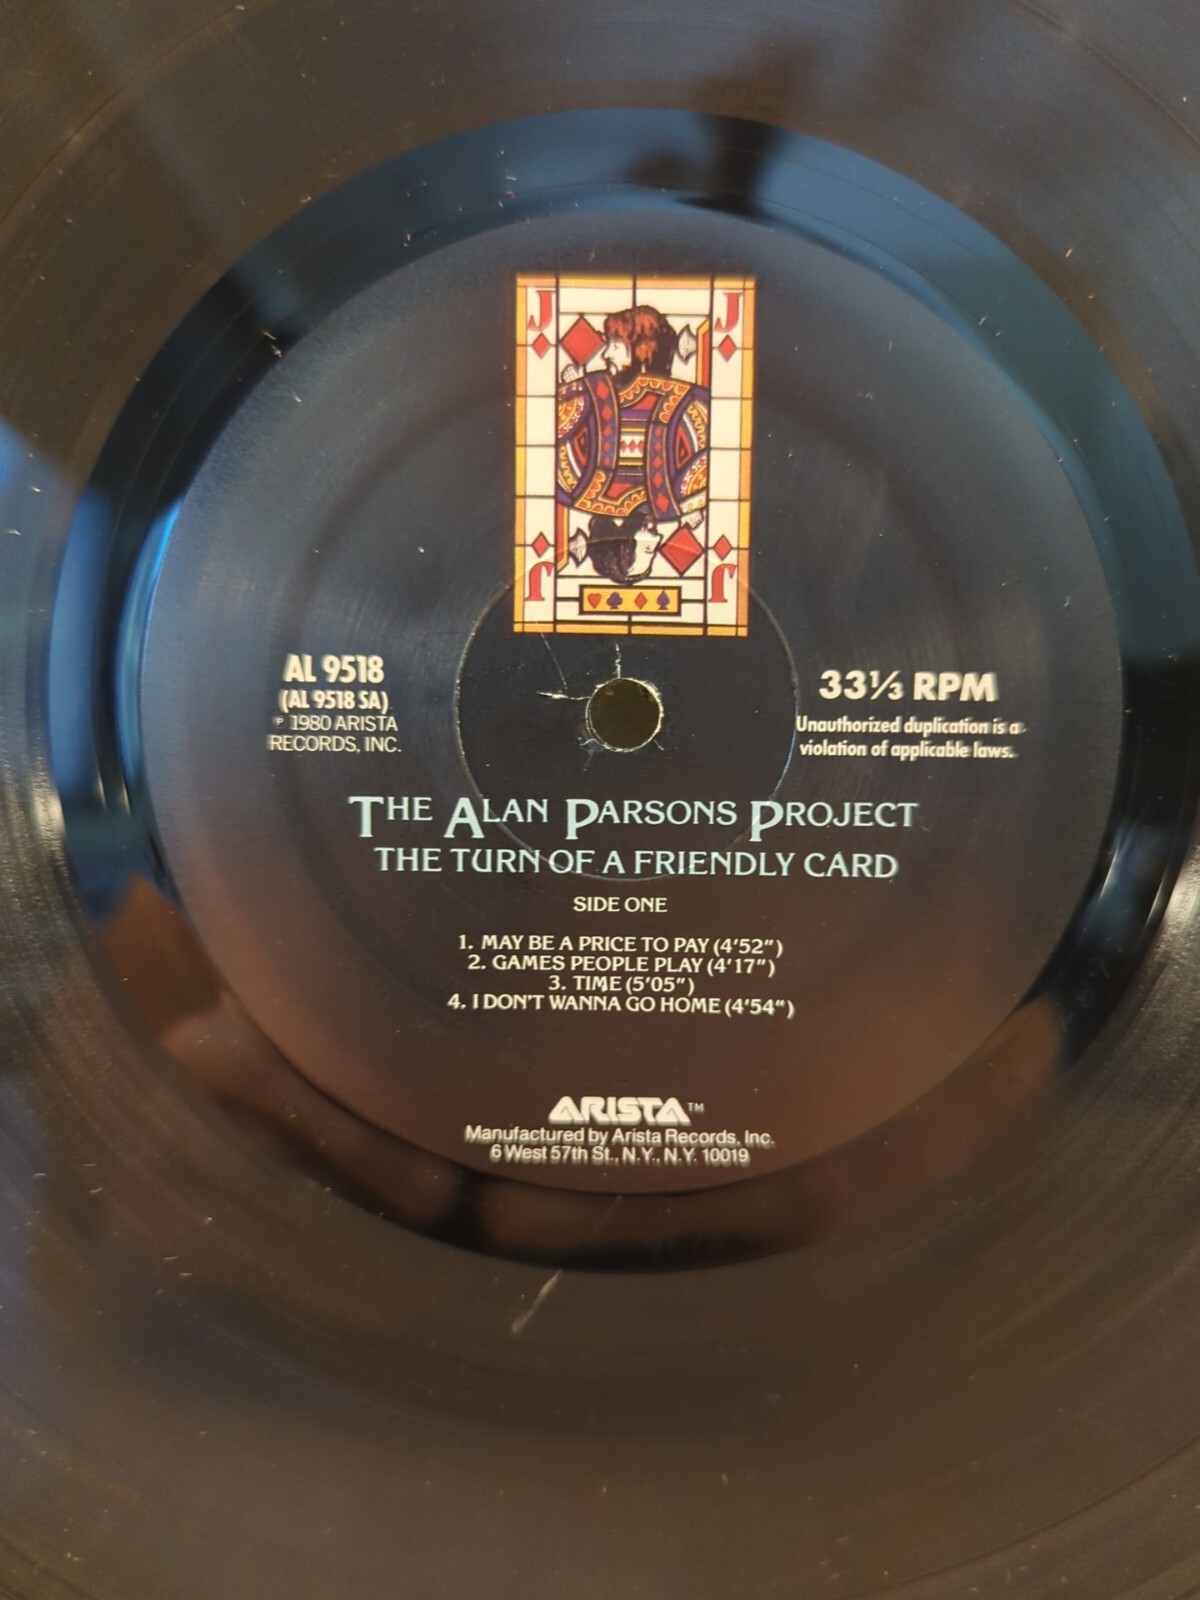 J J
AL 9518
(AL 9518 SA)
℗ 1980 ARISTA
RECORDS, INC.
33⅓ RPM
Unauthorized duplication is a
violation of applicable laws.
THE ALAN PARSONS PROJECT
THE TURN OF A FRIENDLY CARD
SIDE ONE
1. MAY BE A PRICE TO PAY (4'52")
2. GAMES PEOPLE PLAY (4'17")
3. TIME (5'05")
4. I DON'T WANNA GO HOME (4'54")
ARISTA™
Manufactured by Arista Records, Inc.
6 West 57th St., N.Y., N.Y. 10019
J J